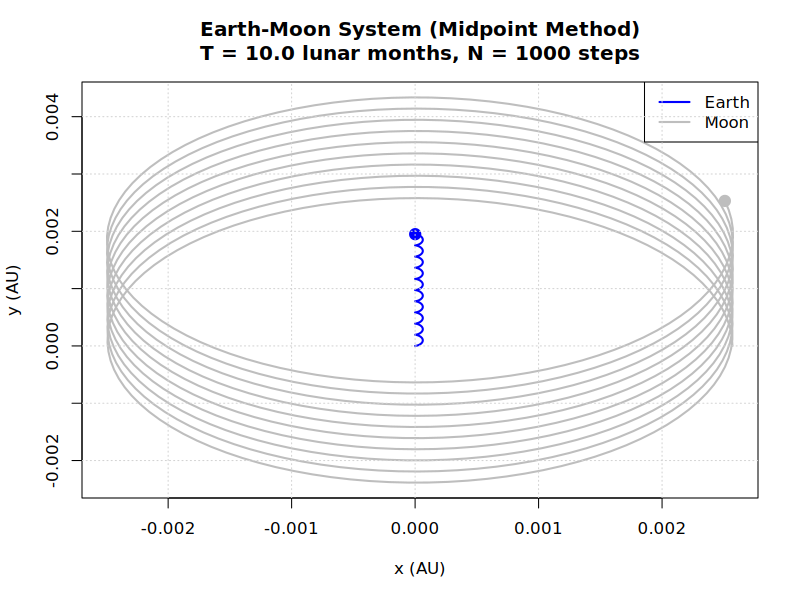 Earth-Moon System (Midpoint Method)
T = 10.0 lunar months, N = 1000 steps
Earth
Moon
0.004
0.002
0.000
-0.002
y (AU)
-0.002
-0.001
0.000
0.001
0.002
x (AU)